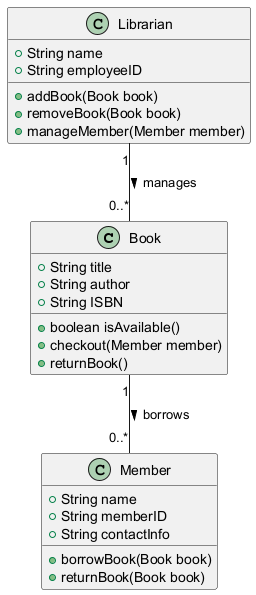 C Librarian
String name
String employeeID
addBook(Book book)
removeBook(Book book)
manageMember(Member member)
1
manages
0..*
C Book
String title
String author
String ISBN
boolean isAvailable()
checkout(Member member)
returnBook()
1
borrows
0..*
C Member
String name
String memberID
String contactInfo
borrowBook(Book book)
returnBook(Book book)